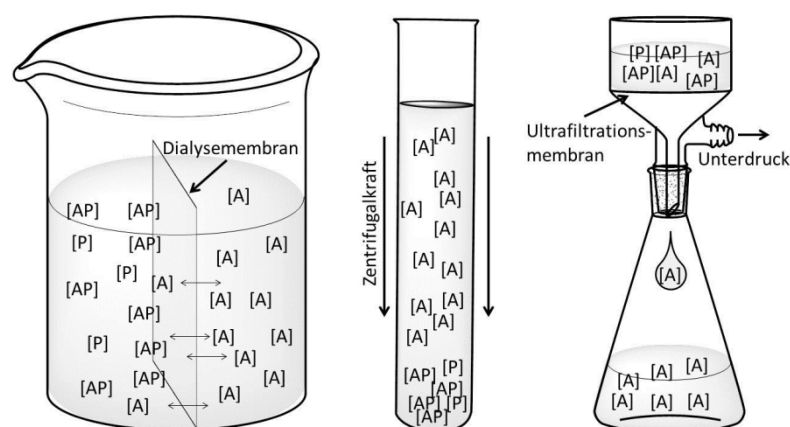 Dialysemembran
[A]
[AP] [AP]
[P] [AP] [A] [A]
[P] [A]
[AP] [A] [A] [A]
[AP]
[P] [AP] [A] [A]
[A]
[AP] [AP] [A] [A]
[A]
Zentrifugalkraft
[A] [A]
[A]
[A] [A]
[A]
[A] [A]
[A] [A]
[A] [A]
[AP] [P]
[AP]
[AP] [P]
[AP]
[P] [AP] [A]
[AP] [A] [AP]
Ultrafiltrations-
membran
Unterdruck
[A]
[A] [A] [A]
[A] [A] [A]